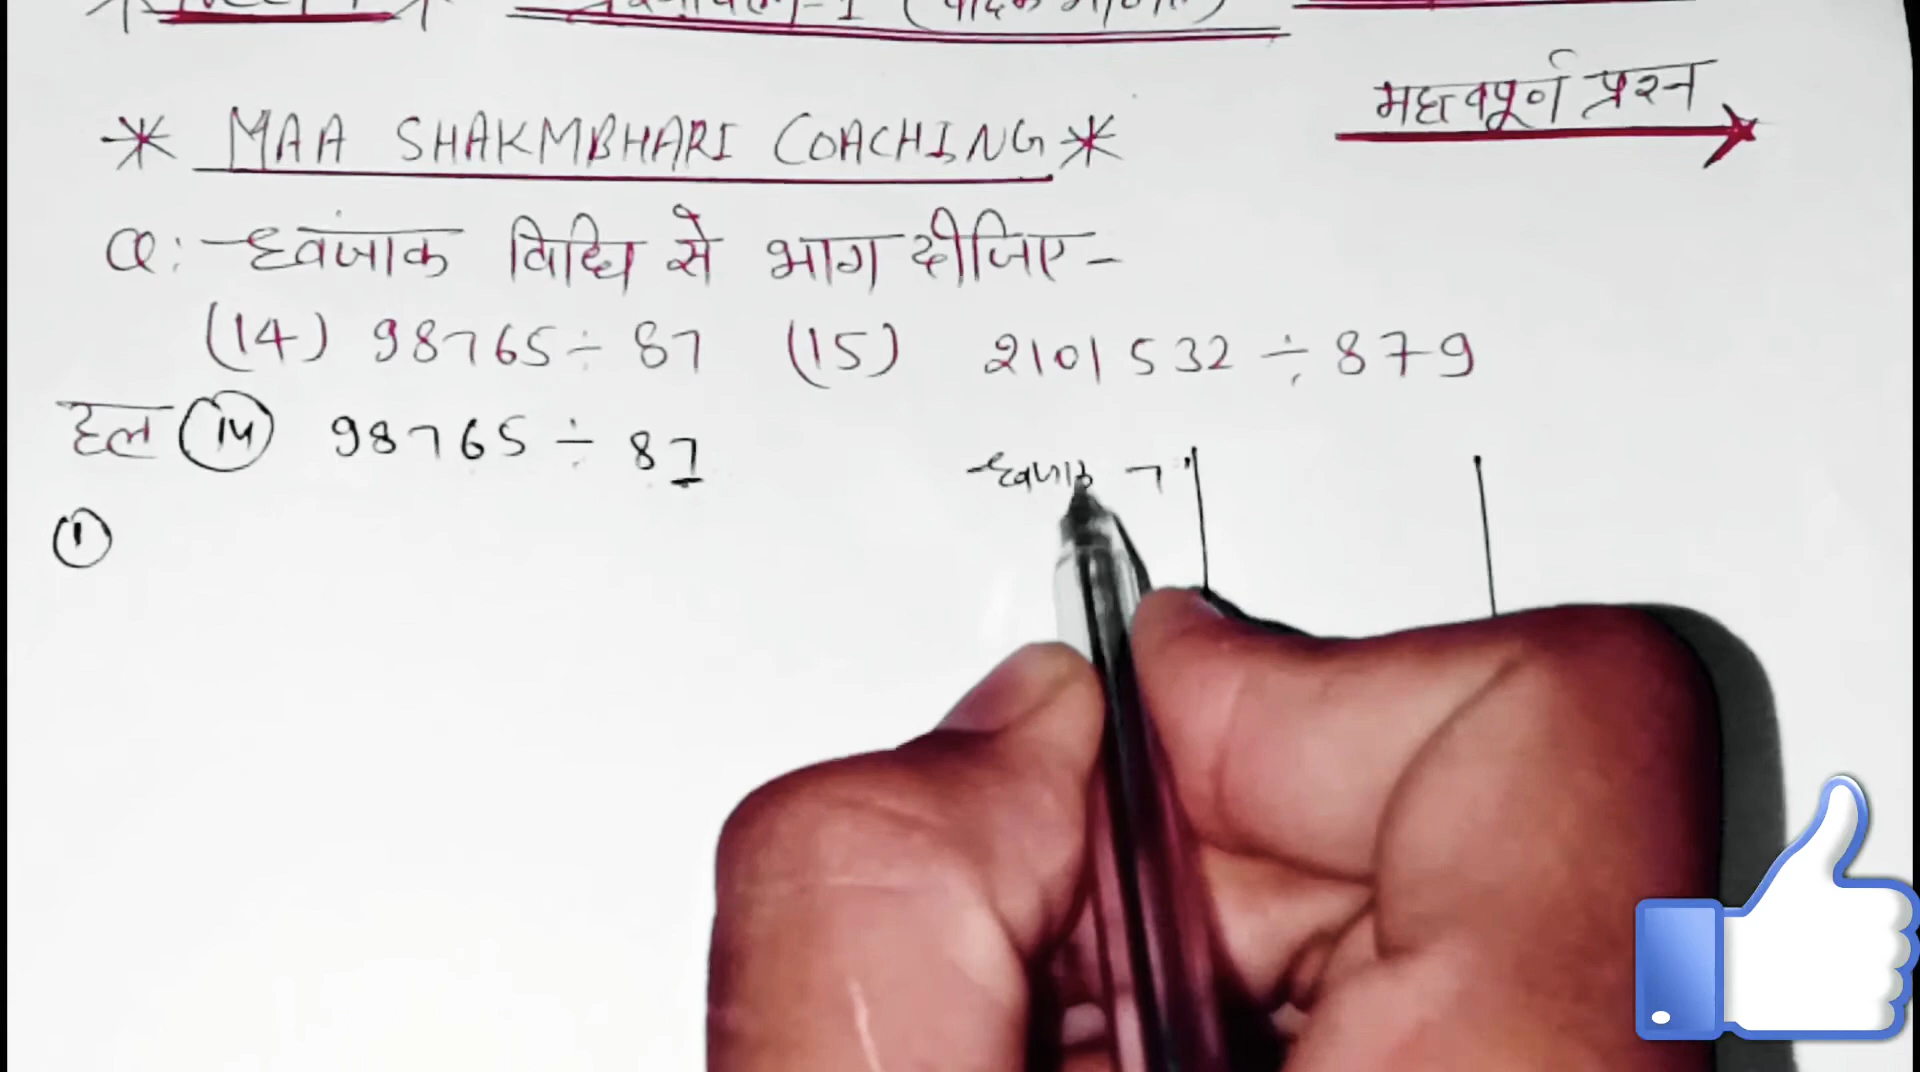 * MAA SHAKMBHARI COACHING *
महत्वपूर्ण प्रश्न
Q: ध्वजांक विधि से भाग दीजिए -
(14) 98765 ÷ 87 (15) 2101532 ÷ 879
हल (14) 98765 ÷ 87
ध्वजांक 7
(1)